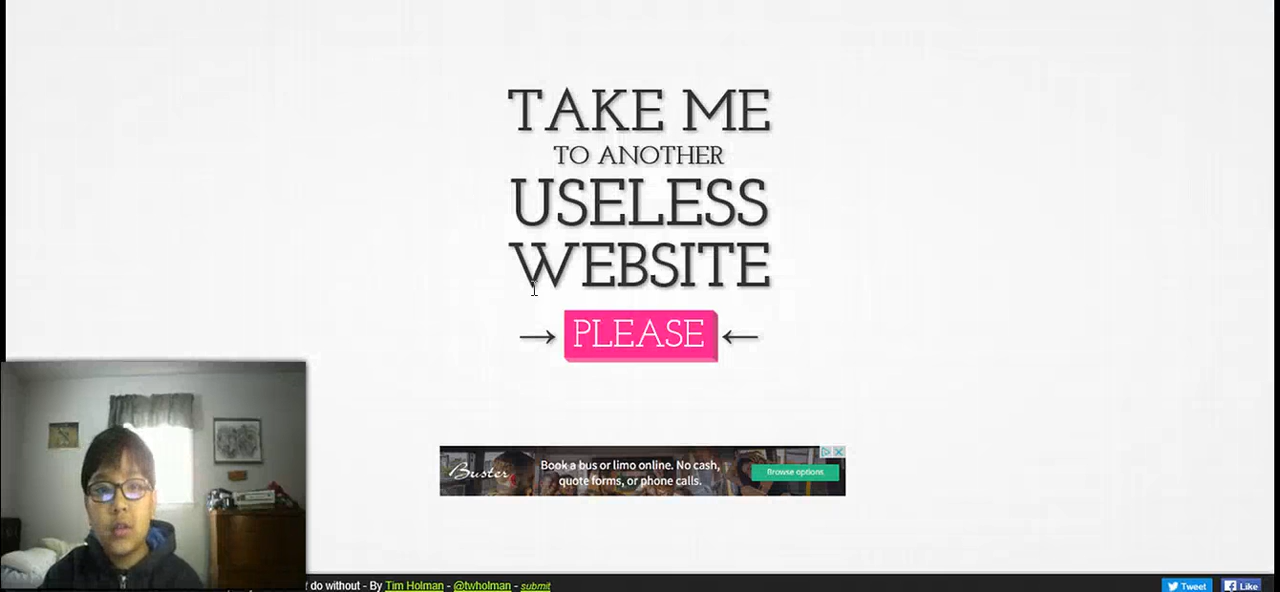 TAKE ME
TO ANOTHER
USELESS
WEBSITE
→ PLEASE ←
Buster
Book a bus or limo online. No cash,
quote forms, or phone calls.
Browse options
do without - By Tim Holman - @twholman - submit
Tweet
Like